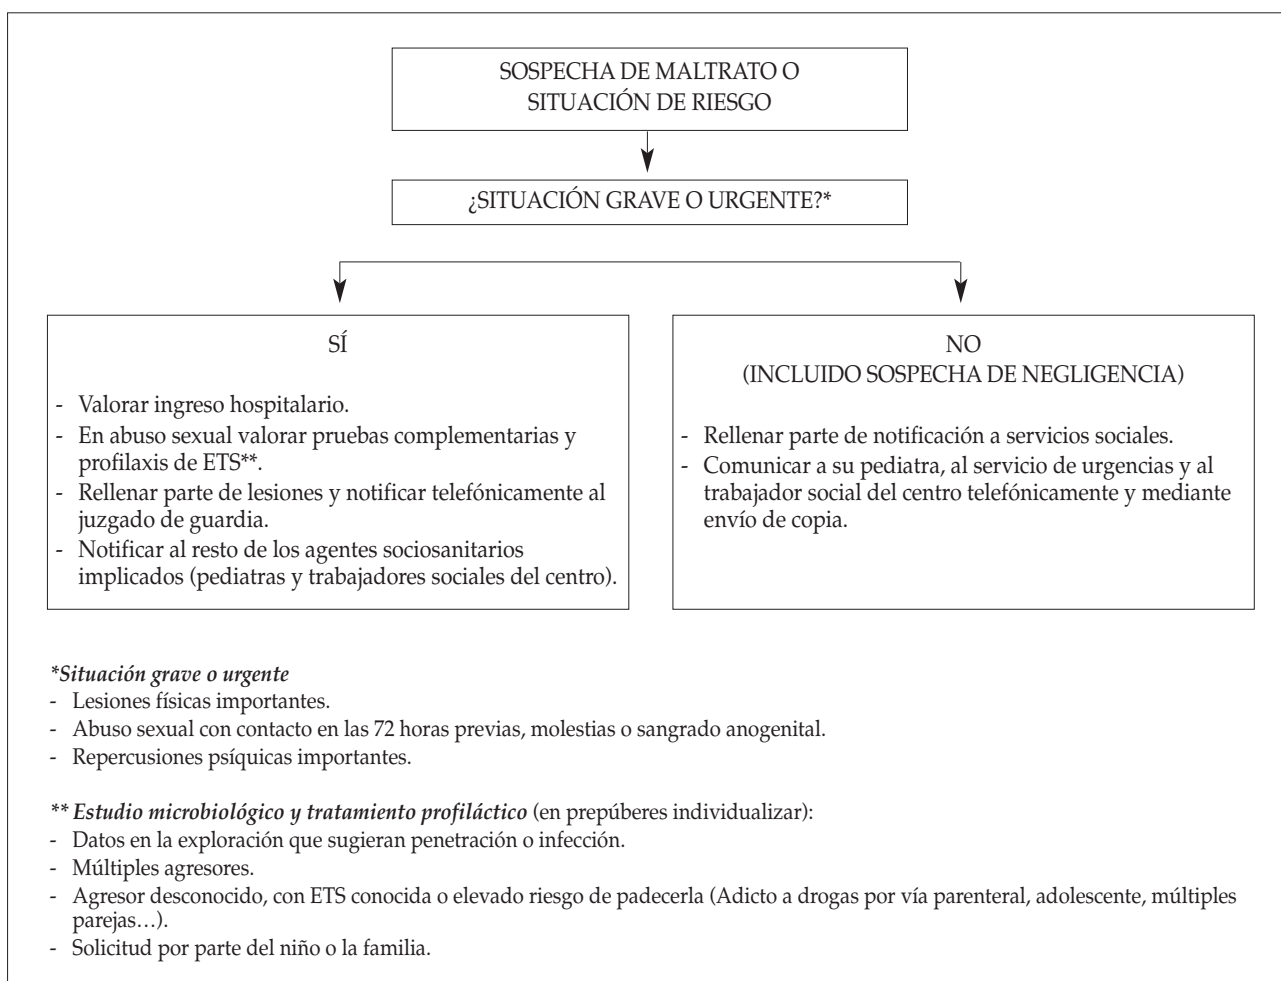 SOSPECHA DE MALTRATO O
SITUACIÓN DE RIESGO
¿SITUACIÓN GRAVE O URGENTE?*
SÍ
- Valorar ingreso hospitalario.
- En abuso sexual valorar pruebas complementarias y
profilaxis de ETS**.
- Rellenar parte de lesiones y notificar telefónicamente al
juzgado de guardia.
- Notificar al resto de los agentes sociosanitarios
implicados (pediatras y trabajadores sociales del centro).
NO
(INCLUIDO SOSPECHA DE NEGLIGENCIA)
- Rellenar parte de notificación a servicios sociales.
- Comunicar a su pediatra, al servicio de urgencias y al
trabajador social del centro telefónicamente y mediante
envío de copia.
*Situación grave o urgente
- Lesiones físicas importantes.
- Abuso sexual con contacto en las 72 horas previas, molestias o sangrado anogenital.
- Repercusiones psíquicas importantes.
** Estudio microbiológico y tratamiento profiláctico (en prepúberes individualizar):
- Datos en la exploración que sugieran penetración o infección.
- Múltiples agresores.
- Agresor desconocido, con ETS conocida o elevado riesgo de padecerla (Adicto a drogas por vía parenteral, adolescente, múltiples
parejas…).
- Solicitud por parte del niño o la familia.